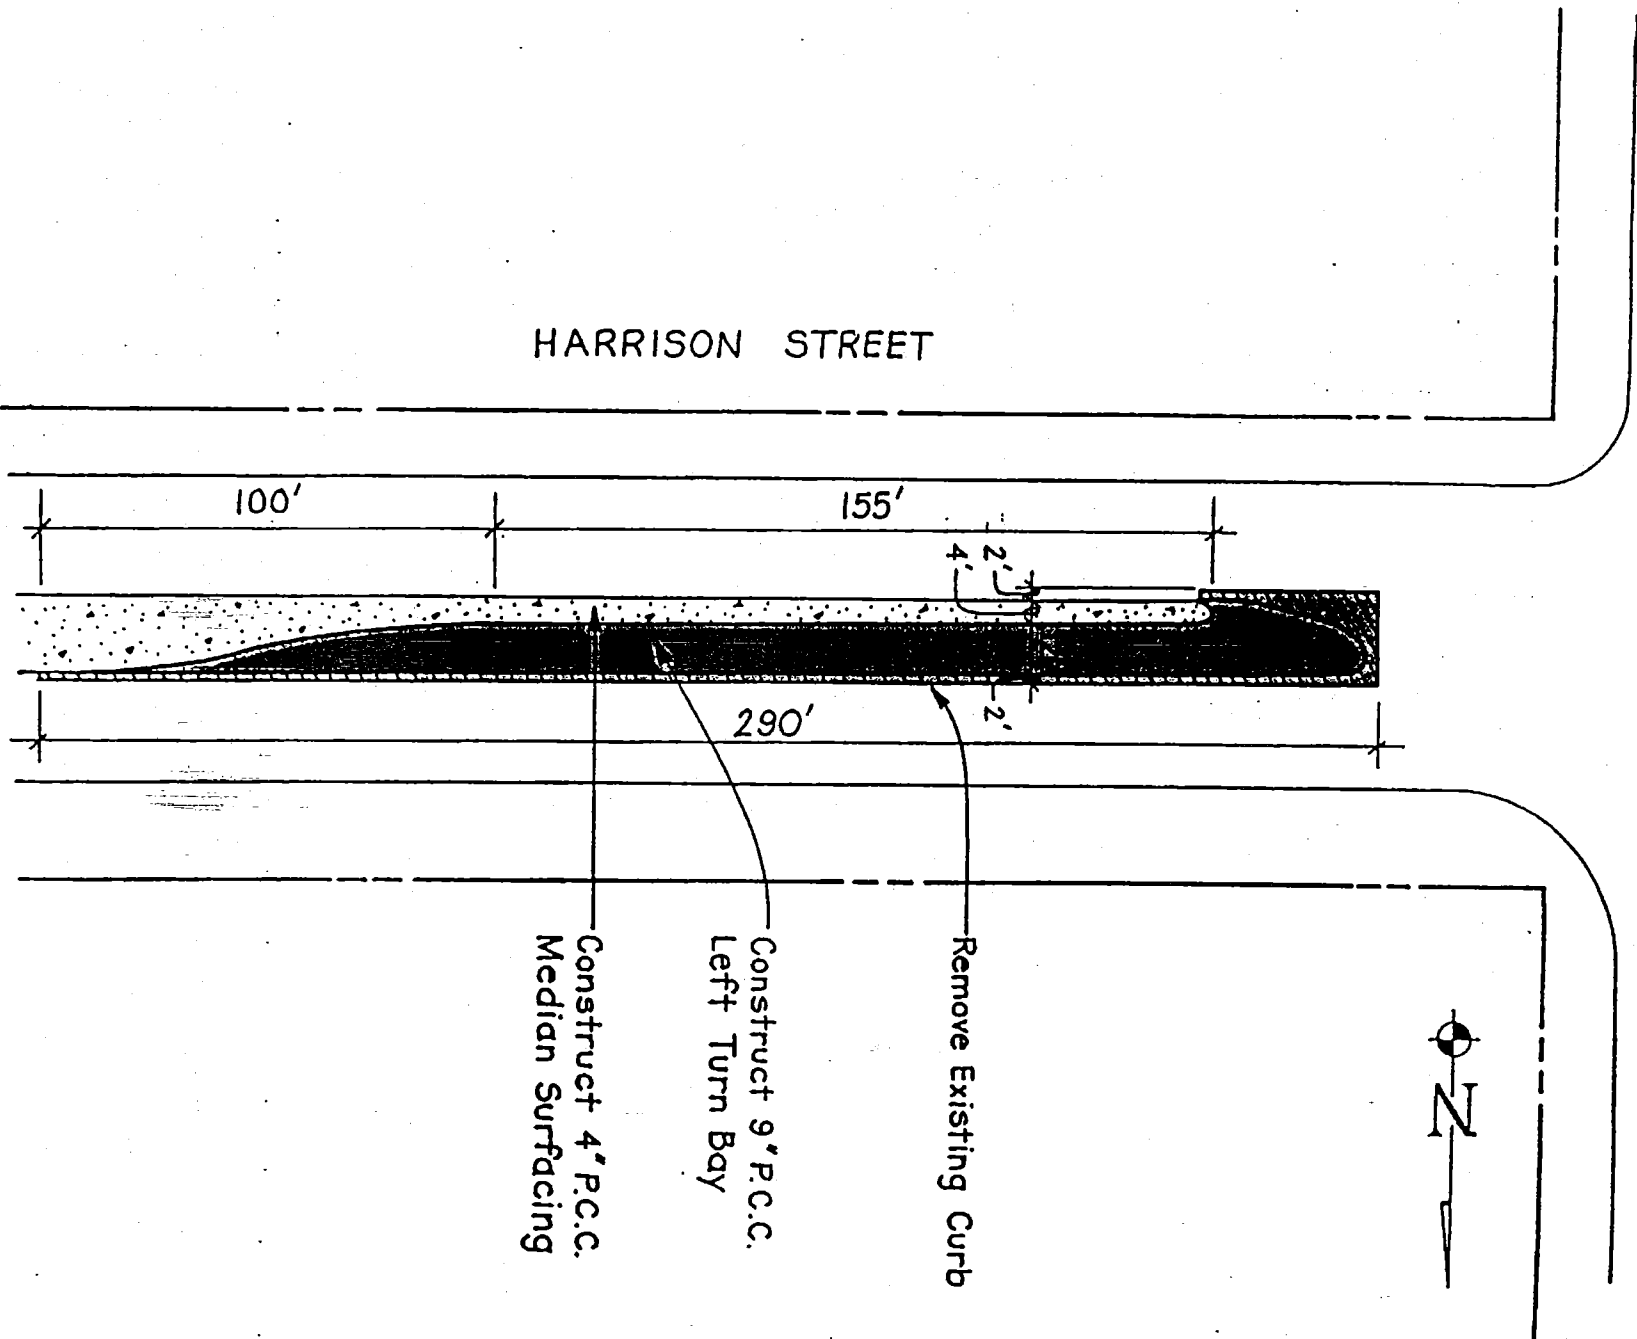 HARRISON STREET
100'
155'
2'
4'
2'
290'
Remove Existing Curb
Construct 9" P.C.C.
Left Turn Bay
Construct 4" P.C.C.
Median Surfacing
N